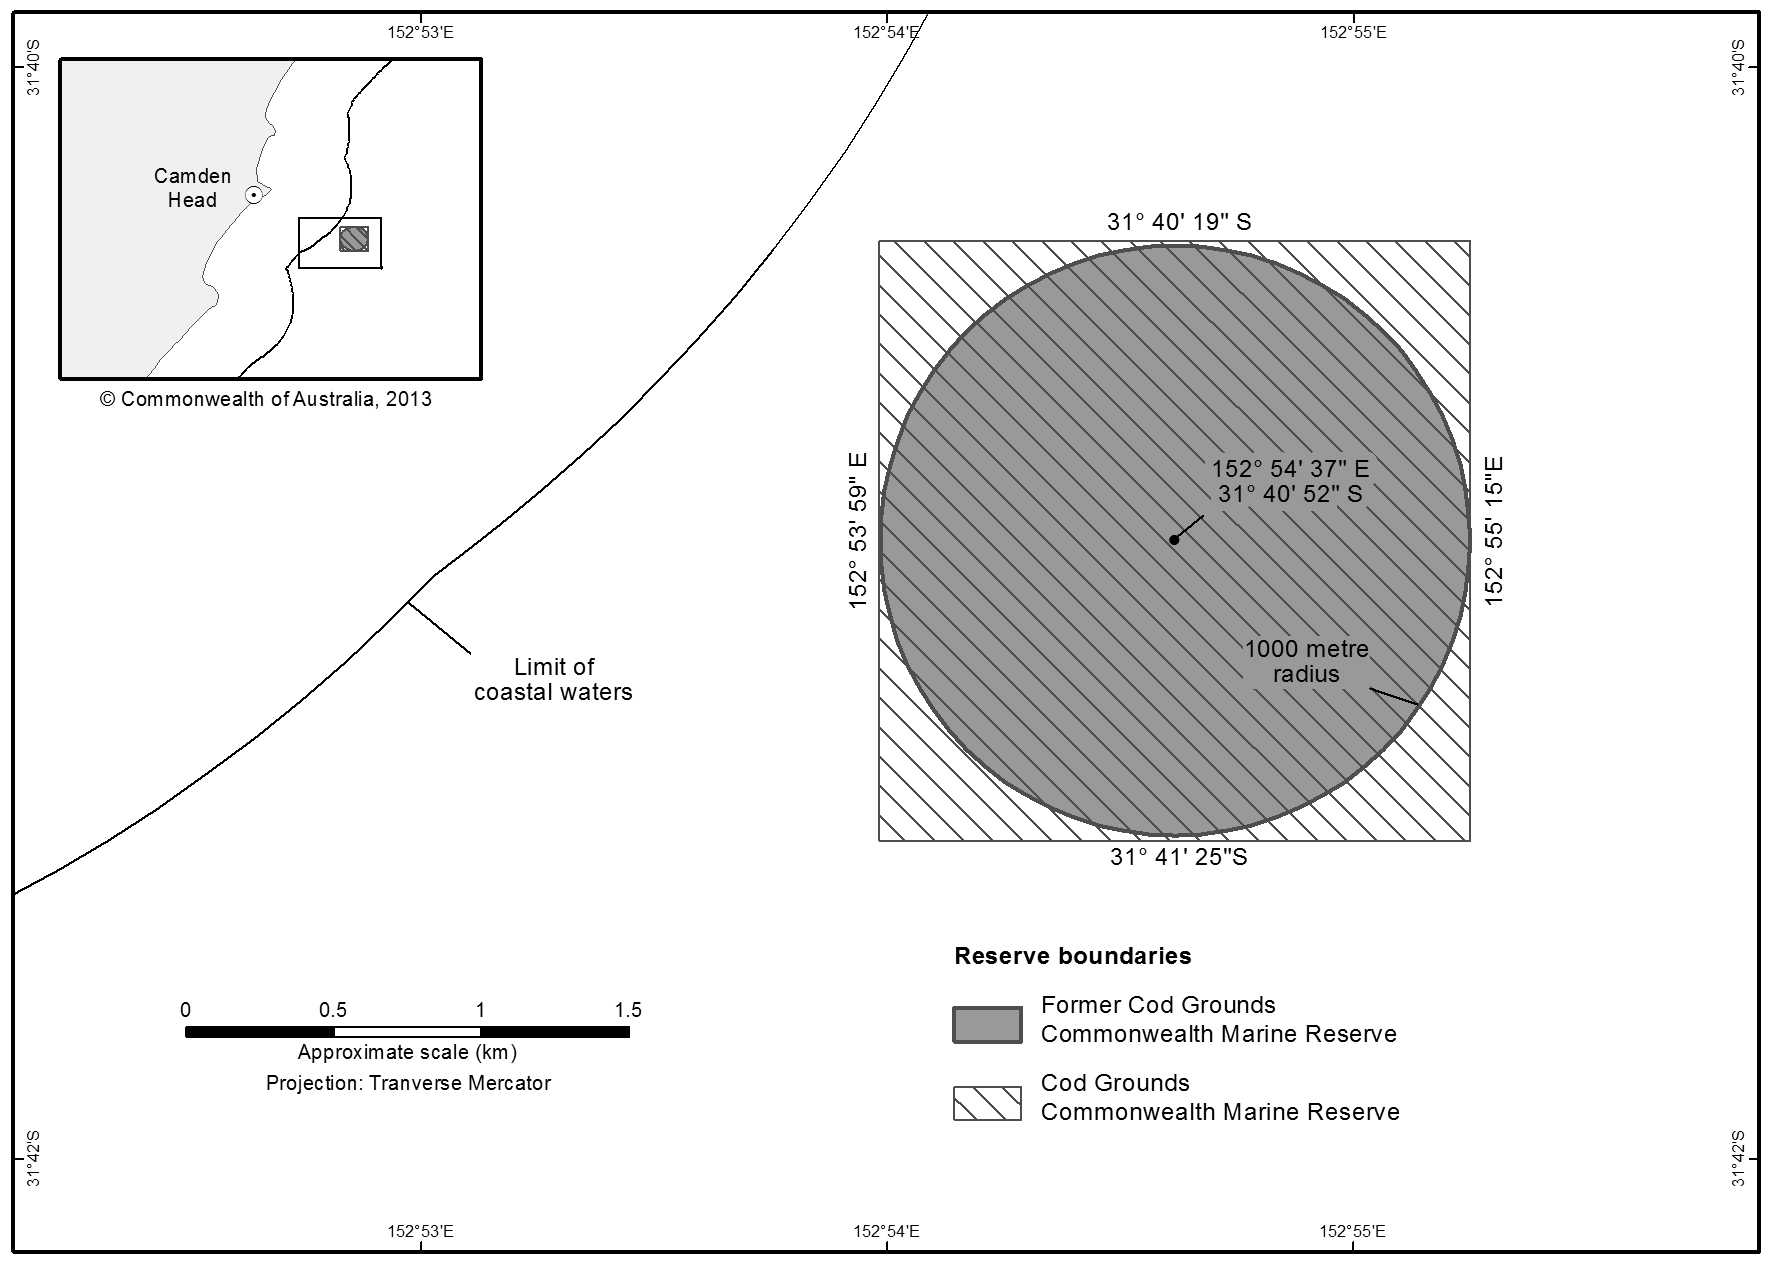 152°53'E
152°54'E
152°55'E
31°40'S
31°40'S
Camden
Head
© Commonwealth of Australia, 2013
31° 40' 19" S
152° 53' 59" E
152° 54' 37" E
31° 40' 52" S
152° 55' 15"E
1000 metre
radius
Limit of
coastal waters
31° 41' 25"S
Reserve boundaries
Former Cod Grounds
Commonwealth Marine Reserve
Cod Grounds
Commonwealth Marine Reserve
0 0.5 1 1.5
Approximate scale (km)
Projection: Tranverse Mercator
31°42'S
31°42'S
152°53'E
152°54'E
152°55'E